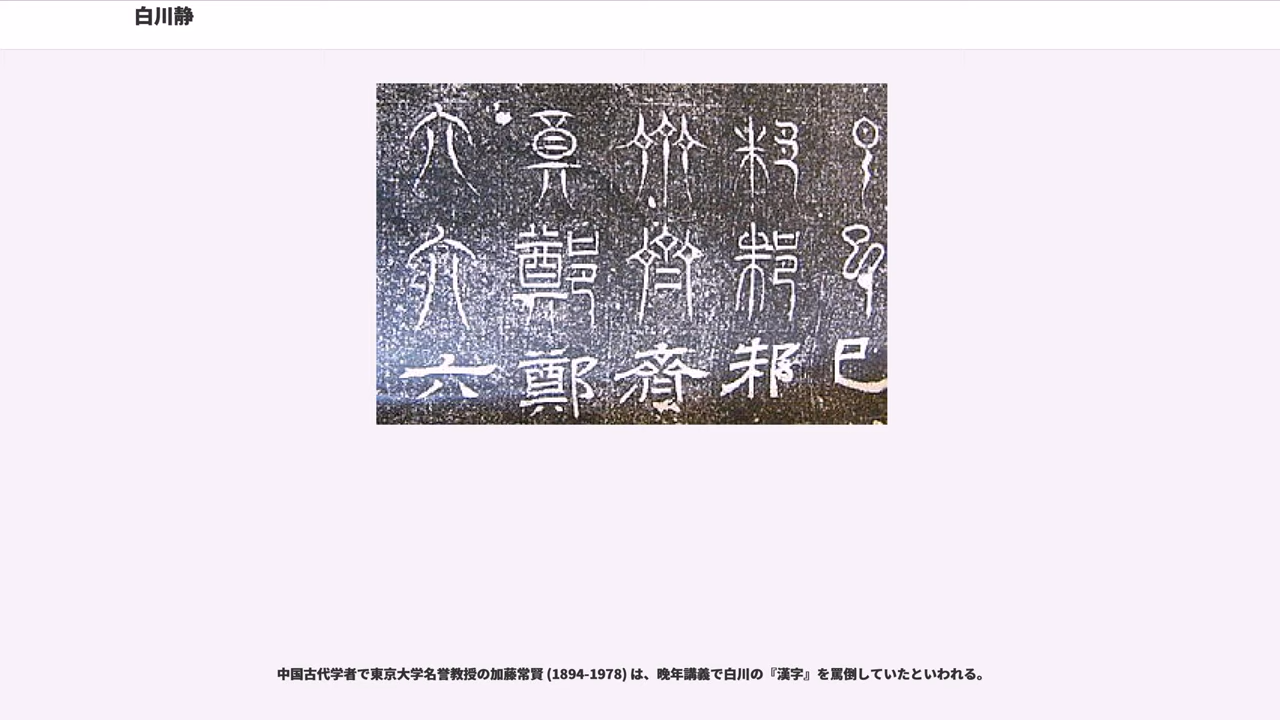 白川静
六 鄭 齊 邾 巳
中国古代学者で東京大学名誉教授の加藤常賢 (1894-1978) は、晩年講義で白川の『漢字』を罵倒していたといわれる。